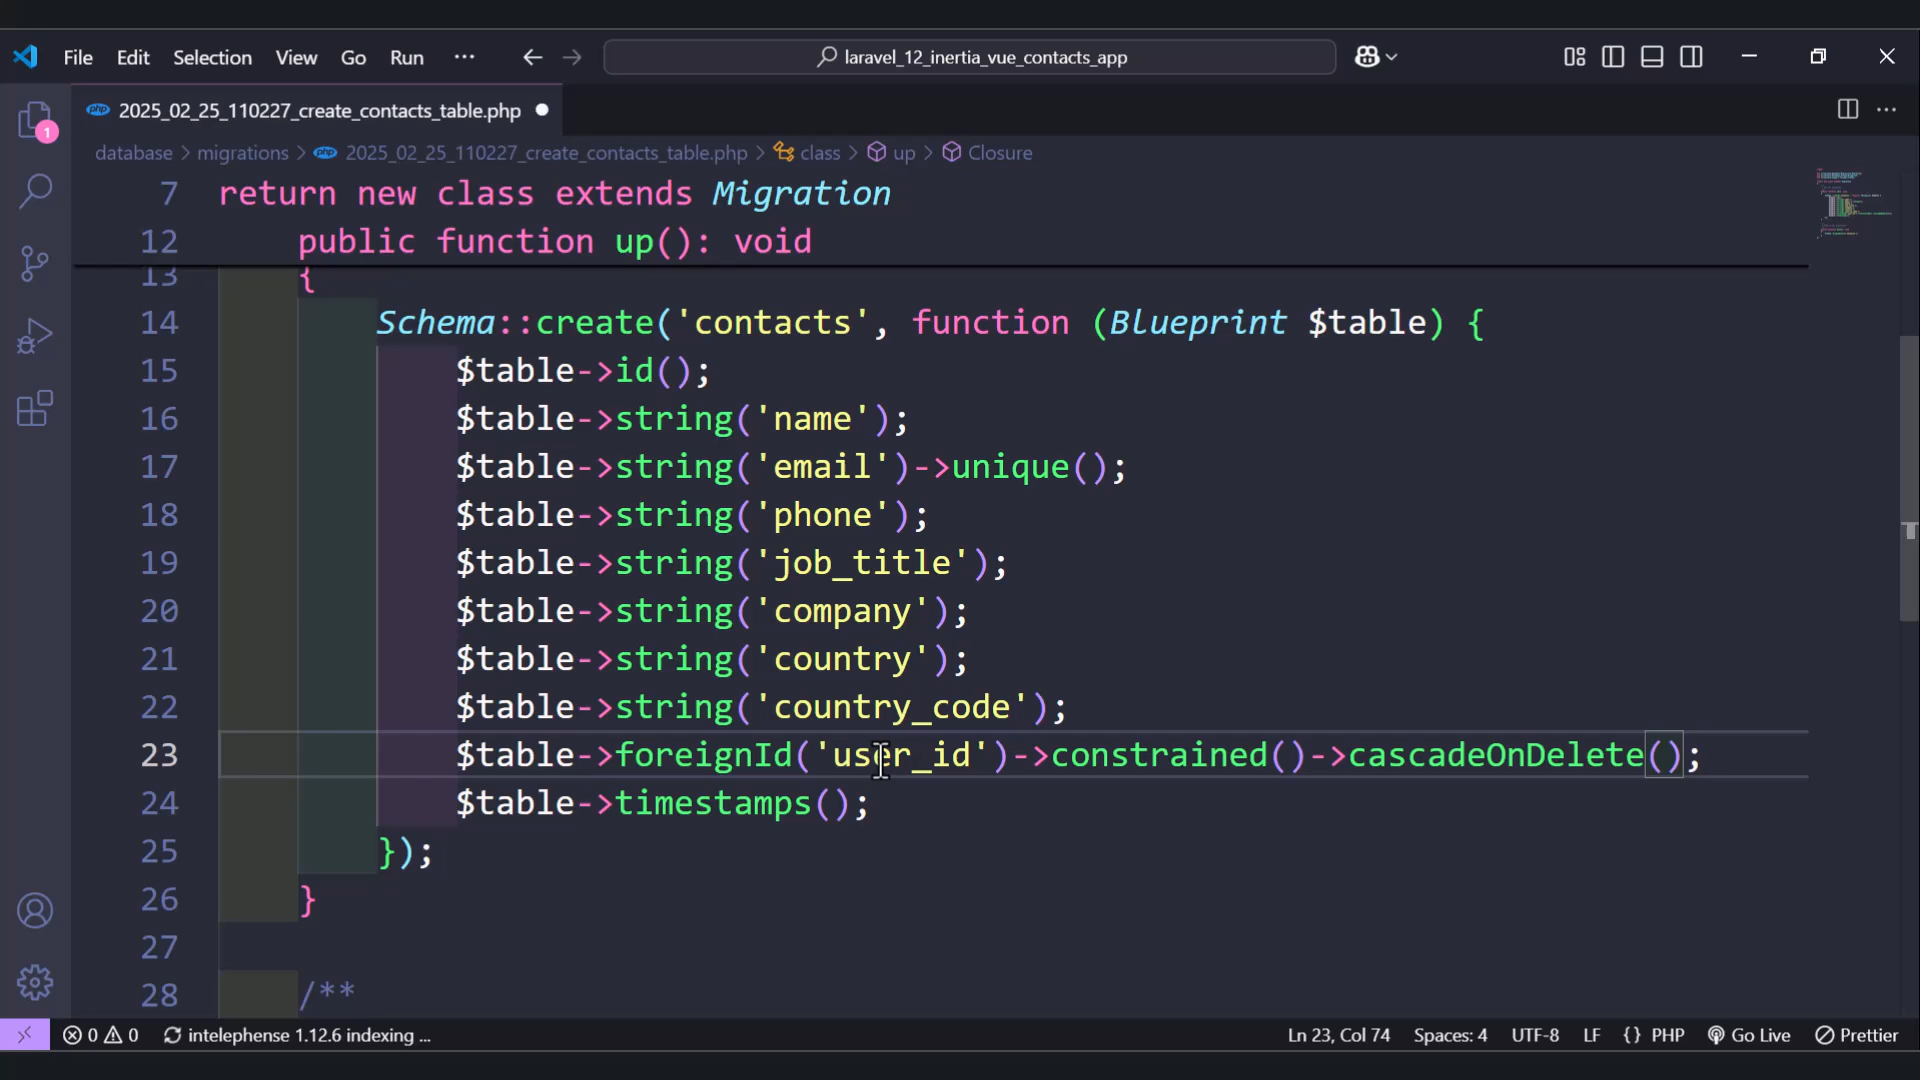 File Edit Selection View Go Run ··· laravel_12_inertia_vue_contacts_app
1
2025_02_25_110227_create_contacts_table.php
database > migrations > 2025_02_25_110227_create_contacts_table.php > class > up > Closure
7 return new class extends Migration
12 public function up(): void
13 {
14 Schema::create('contacts', function (Blueprint $table) {
15 $table->id();
16 $table->string('name');
17 $table->string('email')->unique();
18 $table->string('phone');
19 $table->string('job_title');
20 $table->string('company');
21 $table->string('country');
22 $table->string('country_code');
23 $table->foreignId('user_id')->constrained()->cascadeOnDelete();
24 $table->timestamps();
25 });
26 }
27
28 /**
0 0 intelephense 1.12.6 indexing ... Ln 23, Col 74 Spaces: 4 UTF-8 LF {} PHP Go Live Prettier